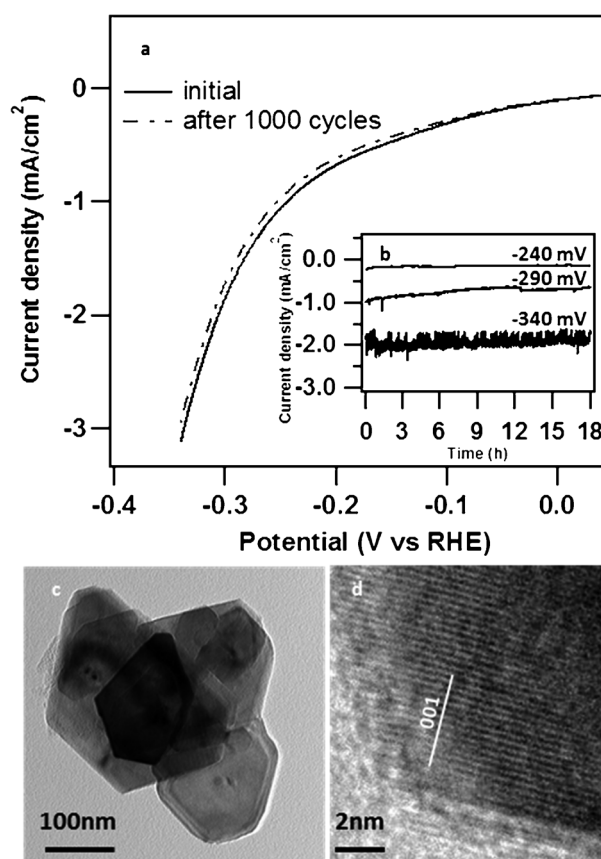 a
0
initial
after 1000 cycles
-1
-2
-3
Current density (mA/cm²)
-0.4
-0.3
-0.2
-0.1
0.0
Potential (V vs RHE)
b
0.0
-1.0
-2.0
-3.0
Current density (mA/cm²)
-240 mV
-290 mV
-340 mV
0
3
6
9
12
15
18
Time (h)
c
100nm
d
001
2nm